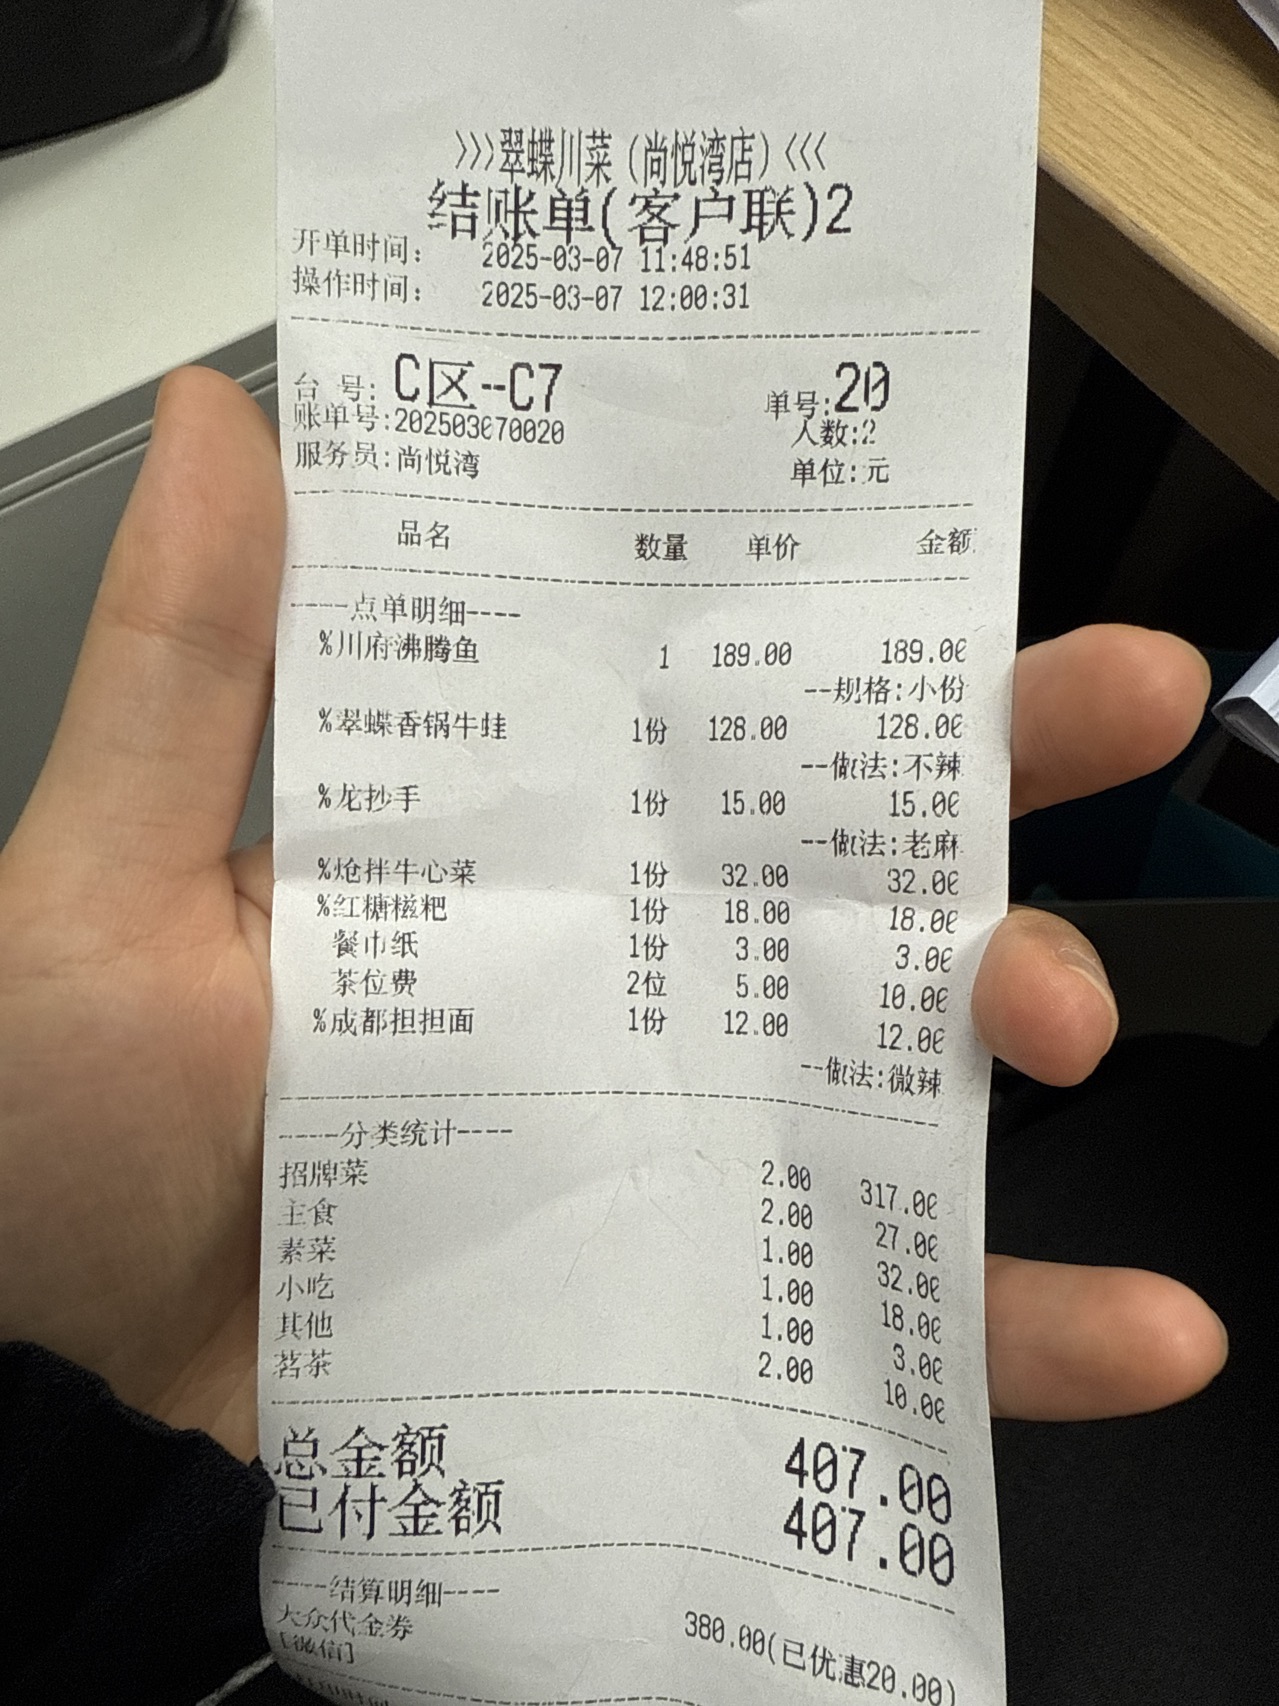 >>>翠蝶川菜（尚悦湾店）<<<
结账单(客户联)2
开单时间： 2025-03-07 11:48:51
操作时间： 2025-03-07 12:00:31
台 号: C区--C7 单号:20
账单号:202503070020 人数:2
服务员:尚悦湾 单位:元
品名 数量 单价 金额
-----点单明细----
%川府沸腾鱼 1 189.00 189.00
--规格:小份
%翠蝶香锅牛蛙 1份 128.00 128.00
--做法:不辣
%龙抄手 1份 15.00 15.00
--做法:老麻
%炝拌牛心菜 1份 32.00 32.00
%红糖糍粑 1份 18.00 18.00
餐巾纸 1份 3.00 3.00
茶位费 2位 5.00 10.00
%成都担担面 1份 12.00 12.00
--做法:微辣
-----分类统计----
招牌菜 2.00 317.00
主食 2.00 27.00
素菜 1.00 32.00
小吃 1.00 18.00
其他 1.00 3.00
茗茶 2.00 10.00
总金额 407.00
已付金额 407.00
-----结算明细----
大众代金券 380.00(已优惠20.00)
[微信]